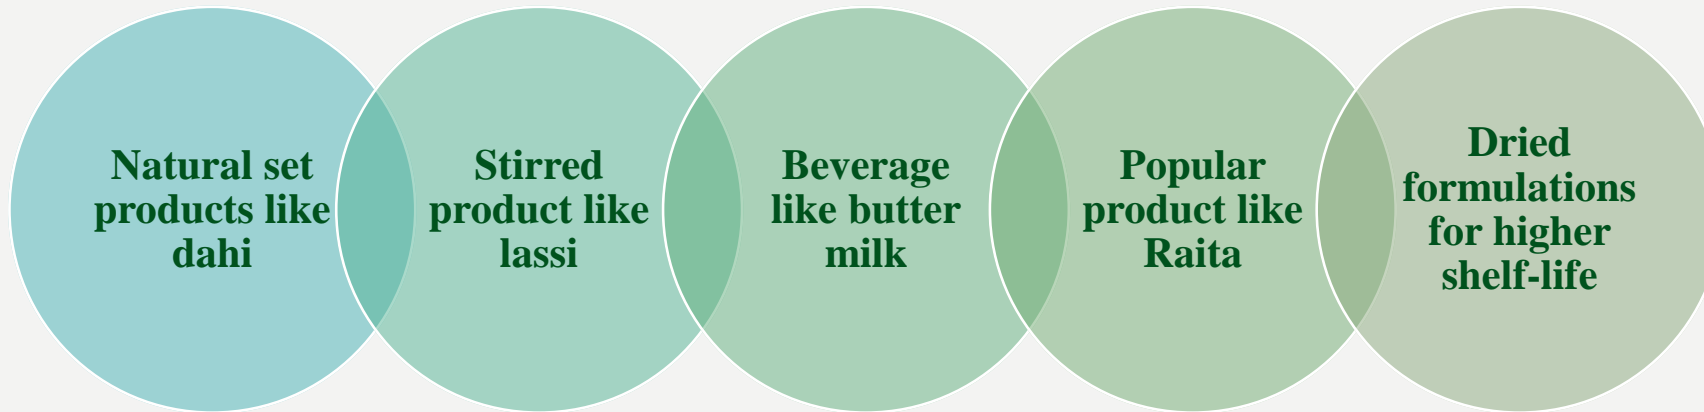 Natural set
products like
dahi
Stirred
product like
lassi
Beverage
like butter
milk
Popular
product like
Raita
Dried
formulations
for higher
shelf-life